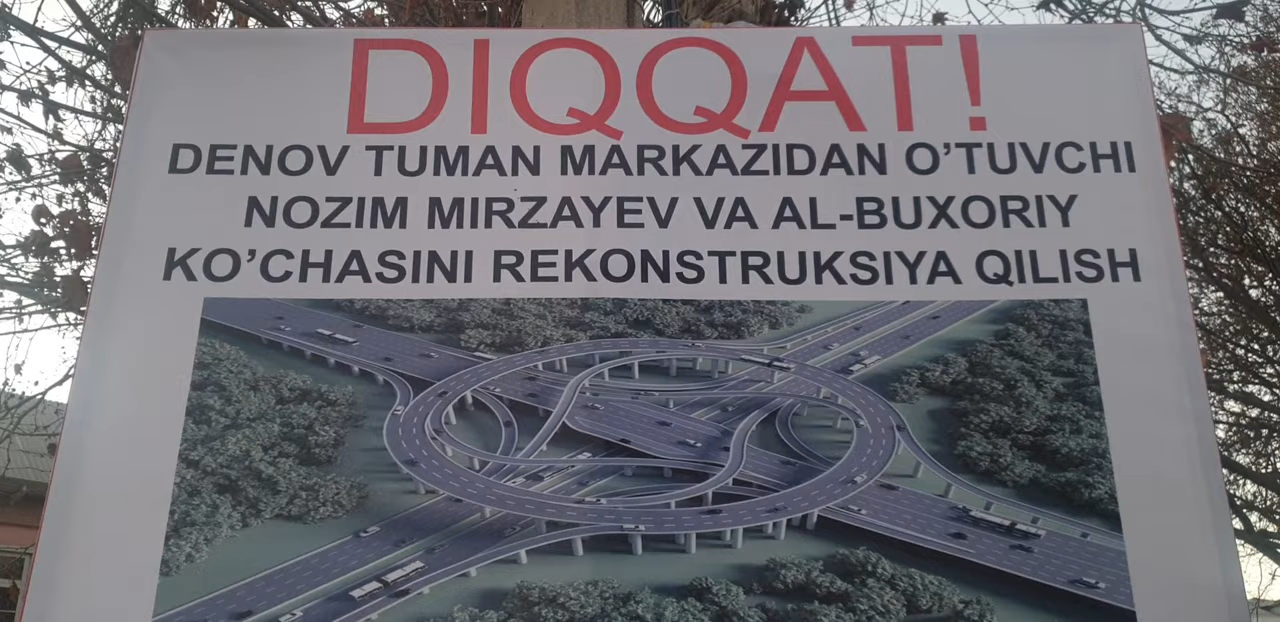 DIQQAT!
DENOV TUMAN MARKAZIDAN O’TUVCHI
NOZIM MIRZAYEV VA AL-BUXORIY
KO’CHASINI REKONSTRUKSIYA QILISH